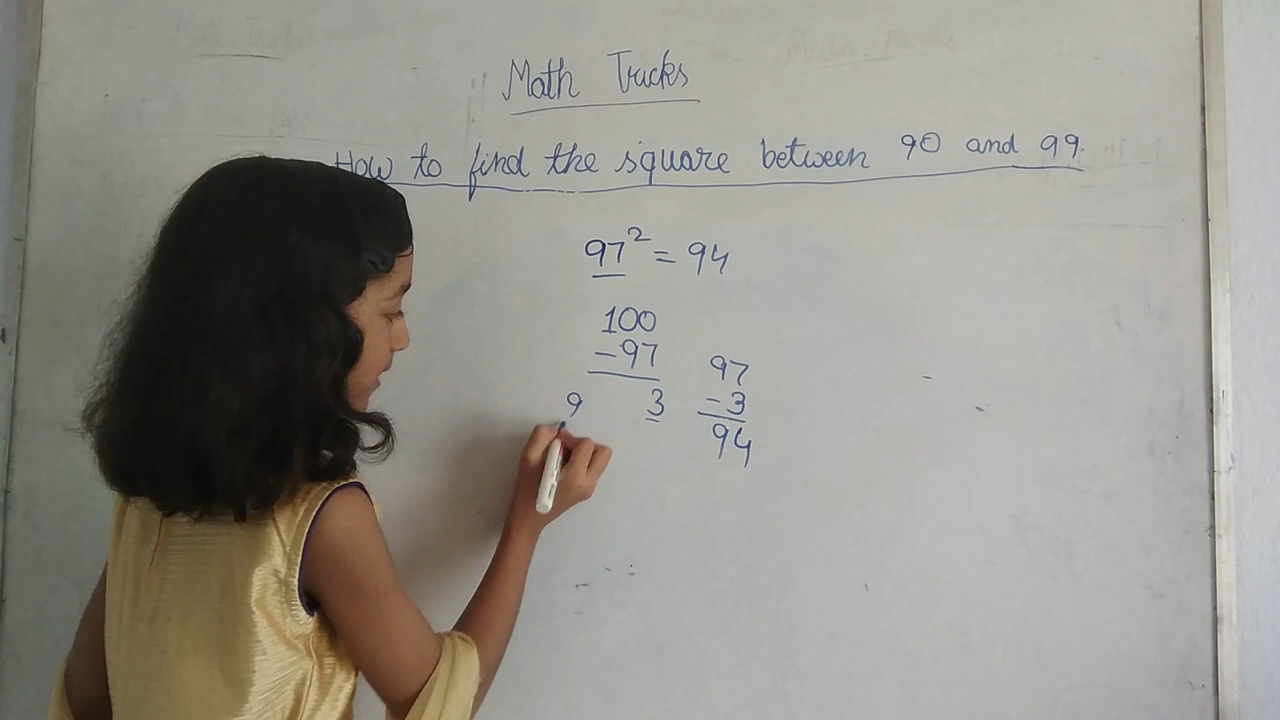 Math Tricks
How to find the square between 90 and 99
97² = 94
100
-97
9 3
97
-3
94